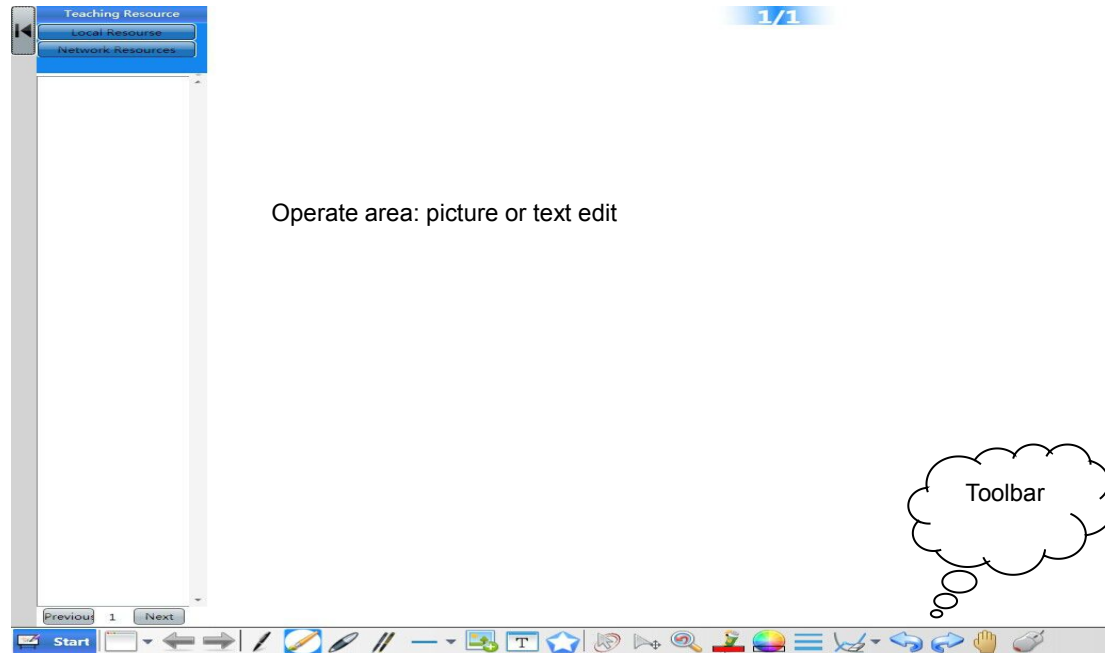 Teaching Resource
1/1
Local Resourse
Network Resources
Operate area: picture or text edit
Toolbar
Previous 1 Next
Start T